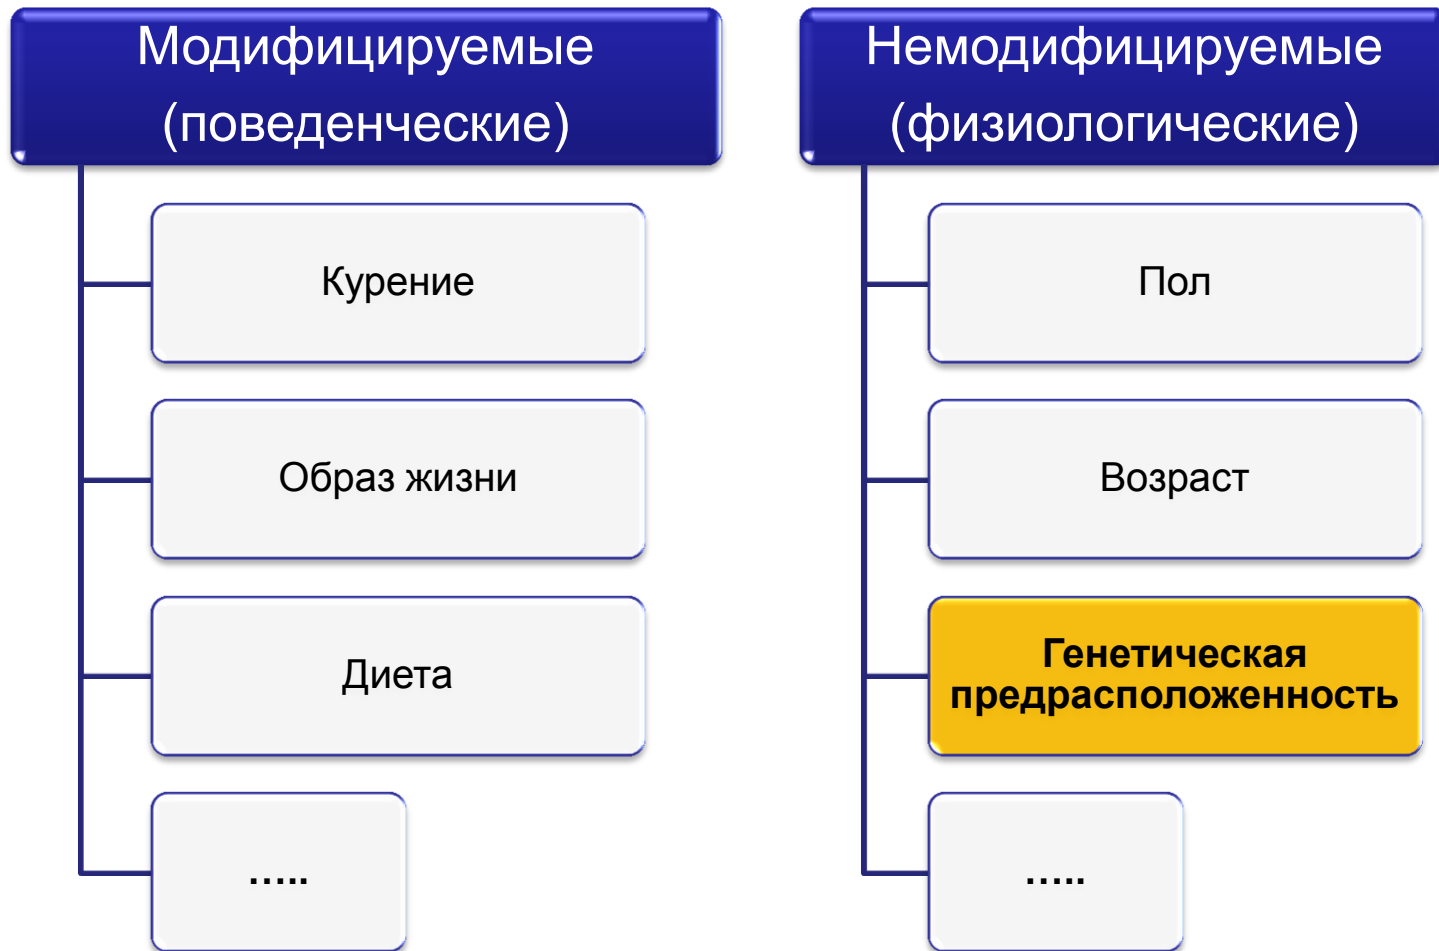 Модифицируемые
(поведенческие)
Курение
Образ жизни
Диета
…..
Немодифицируемые
(физиологические)
Пол
Возраст
Генетическая
предрасположенность
…..